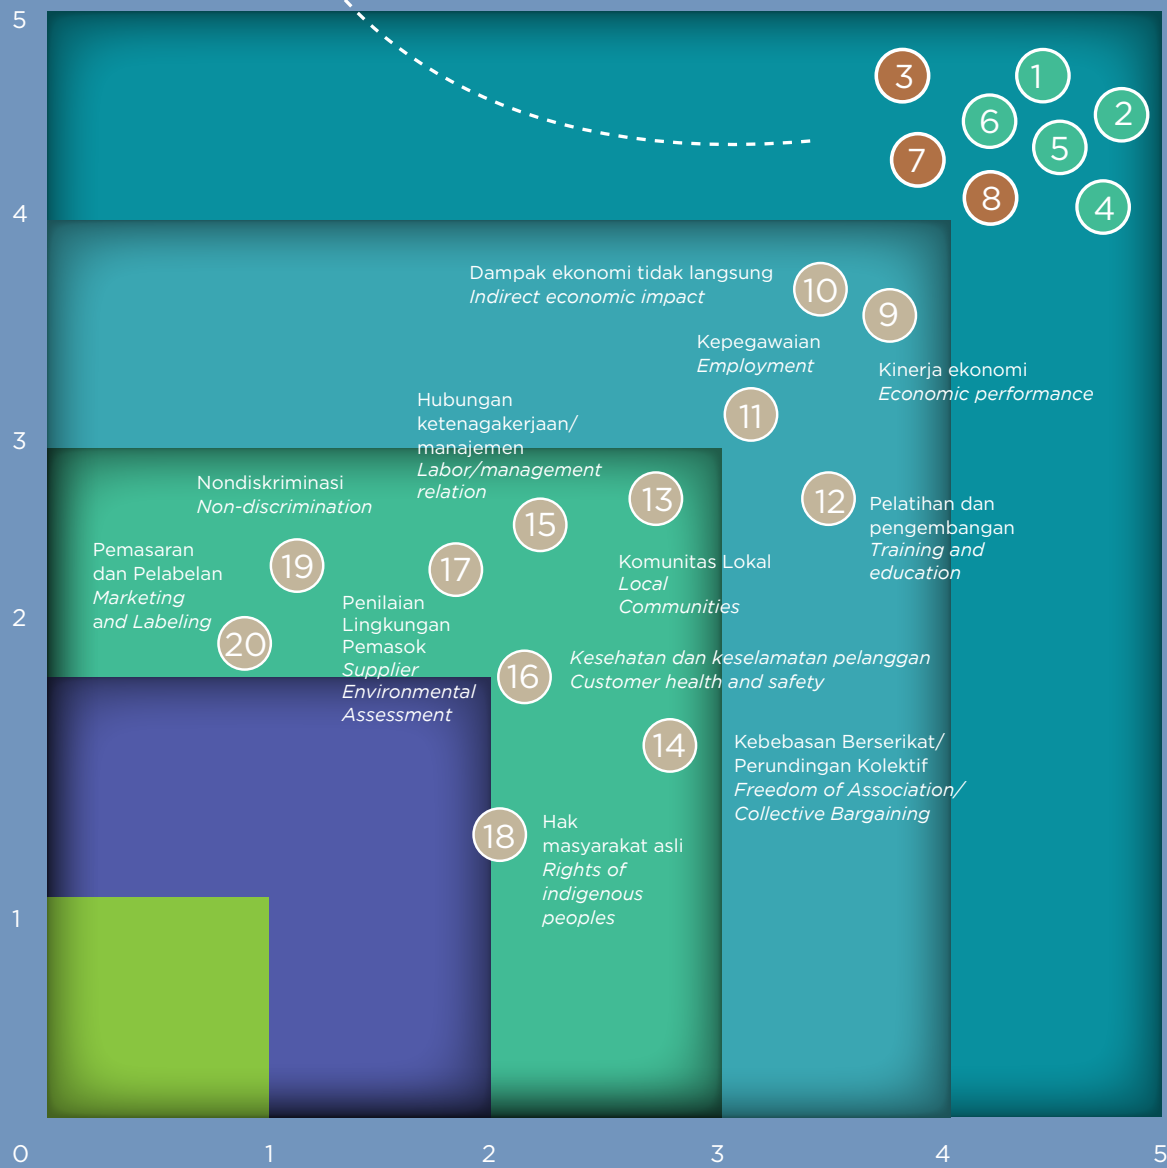 5
3
1
2
6
5
7
8
4
4
Dampak ekonomi tidak langsung
Indirect economic impact
10
9
Kepegawaian
Employment
Kinerja ekonomi
Economic performance
11
3
Hubungan
ketenagakerjaan/
manajemen
Labor/management
relation
Nondiskriminasi
Non-discrimination
13
12
Pelatihan dan
pengembangan
Training and
education
15
Pemasaran
dan Pelabelan
Marketing
and Labeling
19
17
Komunitas Lokal
Local
Communities
2
20
Penilaian
Lingkungan
Pemasok
Supplier
Environmental
Assessment
16
Kesehatan dan keselamatan pelanggan
Customer health and safety
14
Kebebasan Berserikat/
Perundingan Kolektif
Freedom of Association/
Collective Bargaining
18
Hak
masyarakat asli
Rights of
indigenous
peoples
1
0 1 2 3 4 5